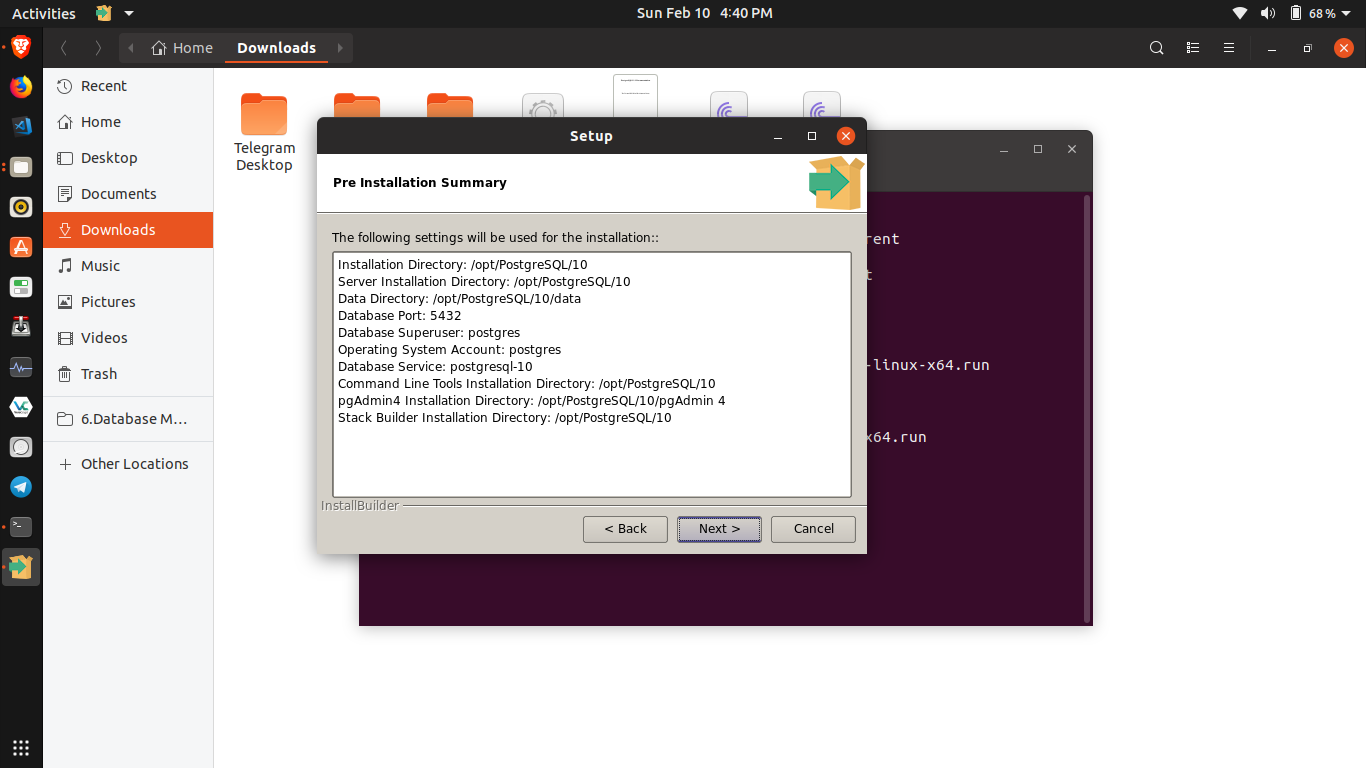 Activities
Sun Feb 10 4:40 PM
68 %
Home
Downloads
Recent
Home
Desktop
Documents
Downloads
Music
Pictures
Videos
Trash
6.Database M...
Other Locations
Telegram
Desktop
Setup
Pre Installation Summary
The following settings will be used for the installation::
Installation Directory: /opt/PostgreSQL/10
Server Installation Directory: /opt/PostgreSQL/10
Data Directory: /opt/PostgreSQL/10/data
Database Port: 5432
Database Superuser: postgres
Operating System Account: postgres
Database Service: postgresql-10
Command Line Tools Installation Directory: /opt/PostgreSQL/10
pgAdmin4 Installation Directory: /opt/PostgreSQL/10/pgAdmin 4
Stack Builder Installation Directory: /opt/PostgreSQL/10
InstallBuilder
< Back
Next >
Cancel
rent
t
-linux-x64.run
x64.run